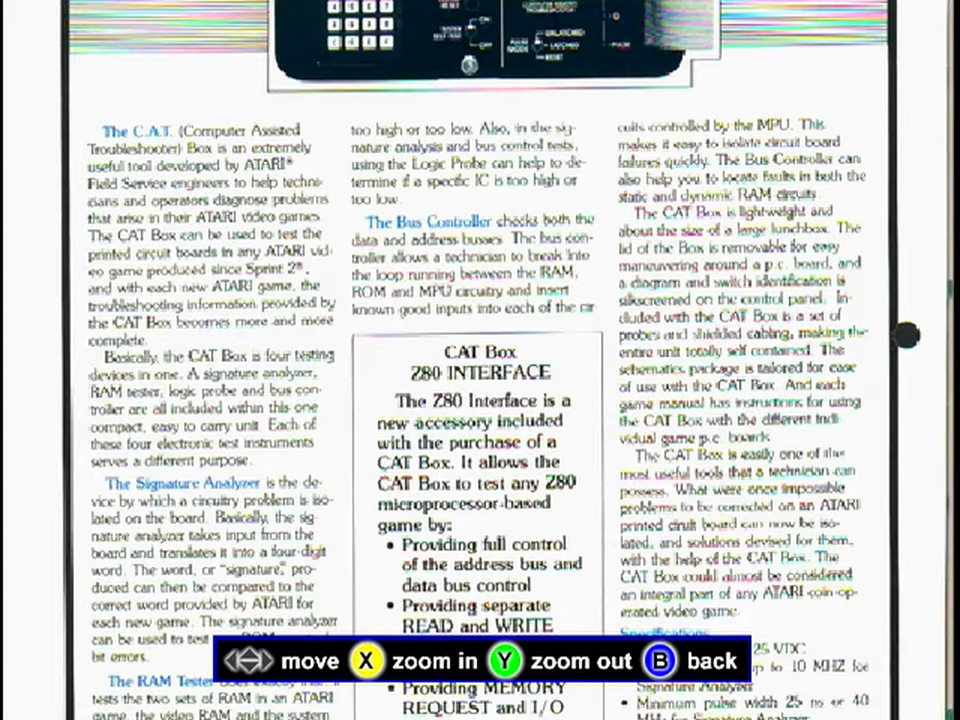 The C.A.T. (Computer Assisted
Troubleshooter) Box is an extremely
useful tool developed by ATARI®
Field Service engineers to help techni-
cians and operators diagnose problems
that arise in their ATARI video games.
The CAT Box can be used to test the
printed circuit boards in any ATARI vid-
eo game produced since Sprint 2®,
and with each new ATARI game, the
troubleshooting information provided by
the CAT Box becomes more and more
complete.
Basically, the CAT Box is four testing
devices in one. A signature analyzer,
RAM tester, logic probe and bus con-
troller are all included within this one
compact, easy to carry unit. Each of
these four electronic test instruments
serves a different purpose.
The Signature Analyzer is the de-
vice by which a circuitry problem is iso-
lated on the board. Basically, the sig-
nature analyzer takes input from the
board and translates it into a four-digit
word. The word, or "signature," pro-
duced can then be compared to the
correct word provided by ATARI for
each new game. The signature analyzer
can be used to test
bit errors.
The RAM Tester
tests the two sets of RAM in an ATARI
game, the video RAM and the system
too high or too low. Also, in the sig-
nature analysis and bus control tests,
using the Logic Probe can help to de-
termine if a specific IC is too high or
too low.
The Bus Controller checks both the
data and address busses. The bus con-
troller allows a technician to break into
the loop running between the RAM,
ROM and MPU circuitry and insert
known good inputs into each of the cir
CAT Box
Z80 INTERFACE
The Z80 Interface is a
new accessory included
with the purchase of a
CAT Box. It allows the
CAT Box to test any Z80
microprocessor-based
game by:
• Providing full control
of the address bus and
data bus control
• Providing separate
READ and WRITE
• Providing MEMORY
REQUEST and I/O
cuits controlled by the MPU. This
makes it easy to isolate circuit board
failures quickly. The Bus Controller can
also help you to locate faults in both the
static and dynamic RAM circuits.
The CAT Box is lightweight and
about the size of a large lunchbox. The
lid of the Box is removable for easy
maneuvering around a p.c. board, and
a diagram and switch identification is
silkscreened on the control panel. In-
cluded with the CAT Box is a set of
probes and shielded cabling, making the
entire unit totally self contained. The
schematics package is tailored for ease
of use with the CAT Box. And each
game manual has instructions for using
the CAT Box with the different indi
vidual game p.c. boards.
The CAT Box is easily one of the
most useful tools that a technician can
possess. What were once impossible
problems to be corrected on an ATARI
printed circuit board can now be iso-
lated, and solutions devised for them,
with the help of the CAT Box. The
CAT Box could almost be considered
an integral part of any ATARI coin-op-
erated video game.
Specifications
25 VDC
up to 10 MHZ for
Signature Analyzer
• Minimum pulse width 25 ns or 40
MHz for Signature Analyzer
move X zoom in Y zoom out B back